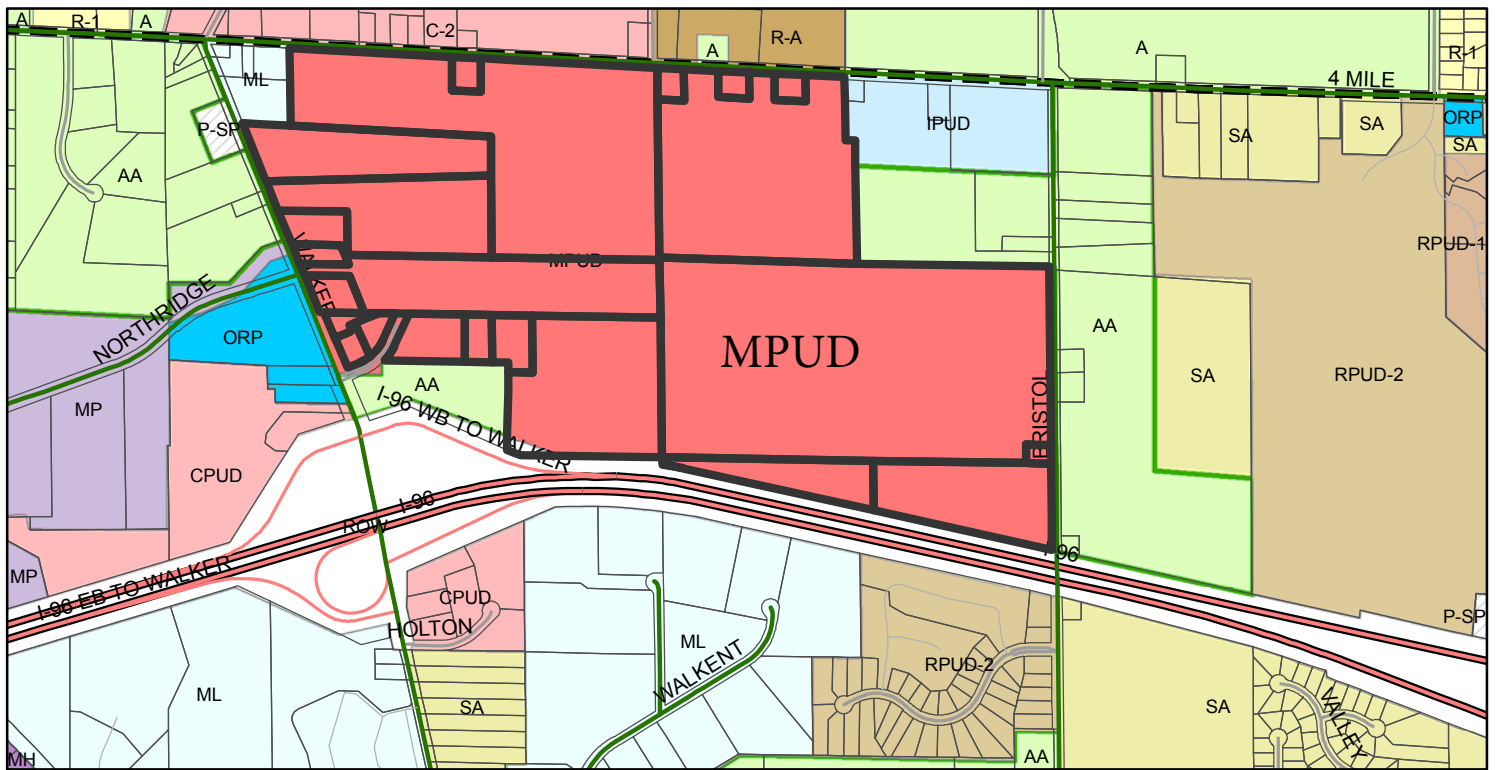 A
R-1
A
C-2
R-A
A
A
R-1
4 MILE
ML
P-SP
IPUD
SA
SA
ORP
SA
AA
RPUD-1
WALKER
MPUD
NORTHRIDGE
ORP
MPUD
AA
SA
RPUD-2
MP
AA
I-96 WB TO WALKER
BRISTOL
CPUD
I-96
ROW
I-96
MP
I-96 EB TO WALKER
CPUD
HOLTON
P-SP
ML
WALKENT
RPUD-2
ML
SA
SA
VALLEY
MH
AA